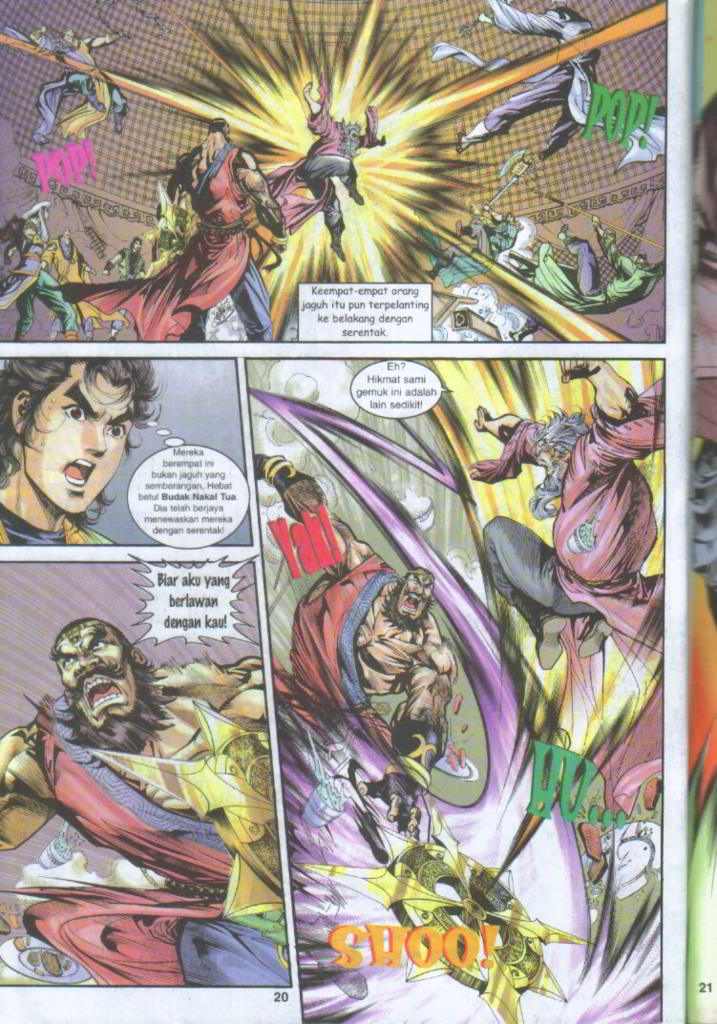 POP!
POP!
Keempat-empat orang
jaguh itu pun terpelanting
ke belakang dengan
serentak.
Mereka
berempat ini
bukan jaguh yang
sembarangan. Hebat
betul Budak Nakal Tua.
Dia telah berjaya
menewaskan mereka
dengan serentak!
Eh?
Hikmat sami
gemuk ini adalah
lain sedikit!
Yah!
Biar aku yang
berlawan
dengan kau!
HU...
SHOO!
20
21